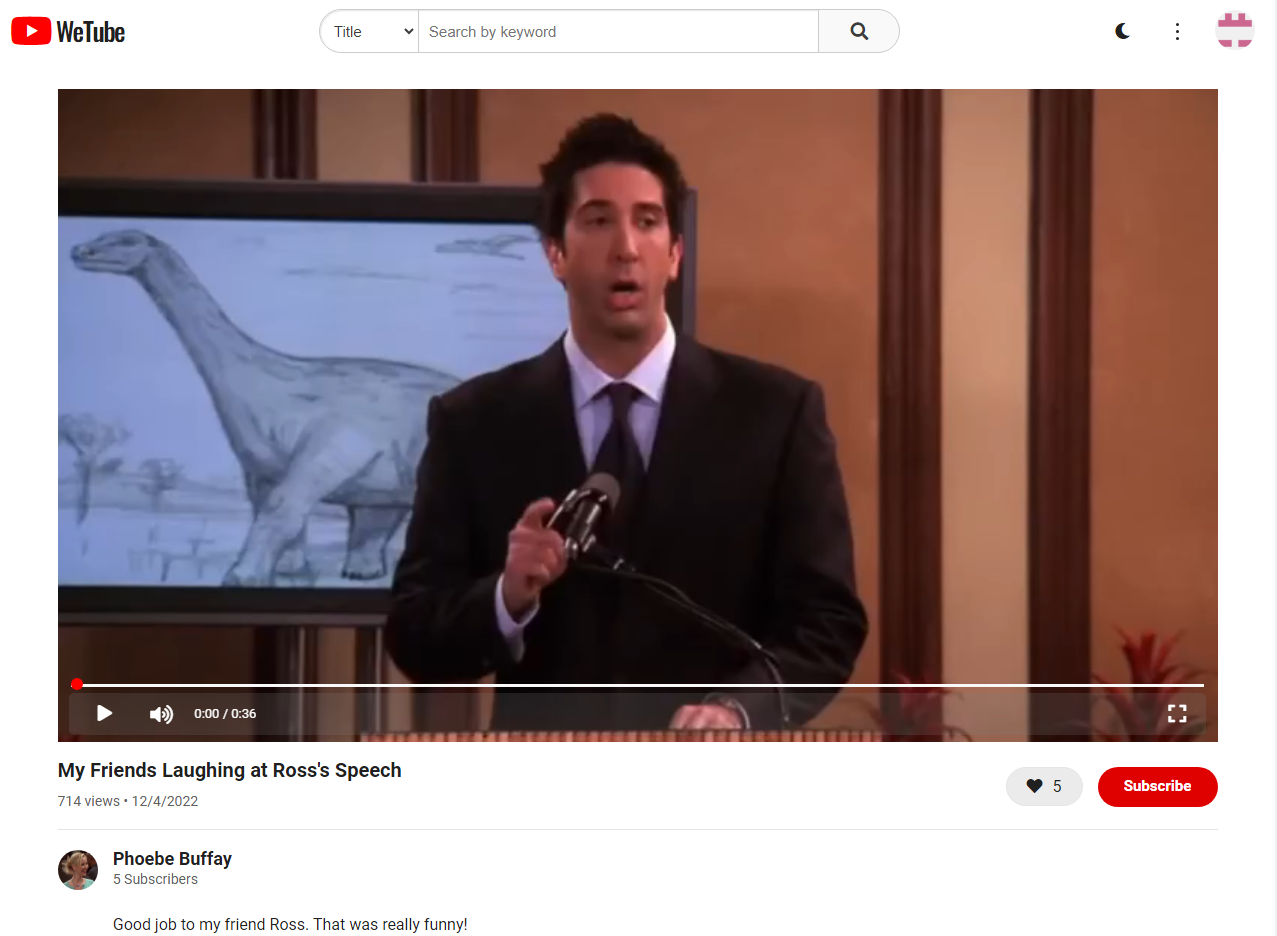 WeTube
Title
Search by keyword
0:00 / 0:36
My Friends Laughing at Ross's Speech
714 views • 12/4/2022
5
Subscribe
Phoebe Buffay
5 Subscribers
Good job to my friend Ross. That was really funny!